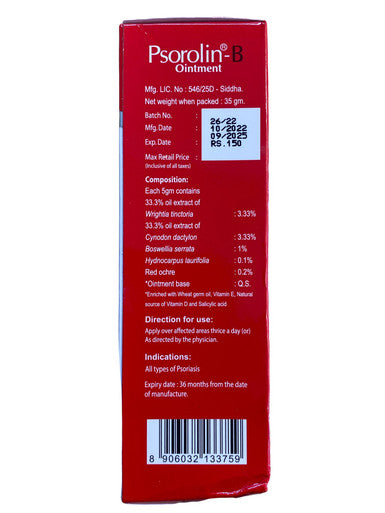 Psorolin®-B
Ointment
Mfg. LIC. No : 546/25D - Siddha.
Net weight when packed : 35 gm.
Batch No. : 26/22
Mfg.Date : 10/2022
Exp.Date : 09/2025
Max Retail Price : RS.150
(Inclusive of all taxes)
Composition:
Each 5gm contains
33.3% oil extract of
Wrightia tinctoria : 3.33%
33.3% oil extract of
Cynodon dactylon : 3.33%
Boswellia serrata : 1%
Hydnocarpus laurifolia : 0.1%
Red ochre : 0.2%
*Ointment base : Q.S.
*Enriched with Wheat germ oil, Vitamin E, Natural
source of Vitamin D and Salicylic acid
Direction for use:
Apply over affected areas thrice a day (or)
As directed by the physician.
Indications:
All types of Psoriasis
Expiry date : 36 months from the date
of manufacture.
8 906032 133759